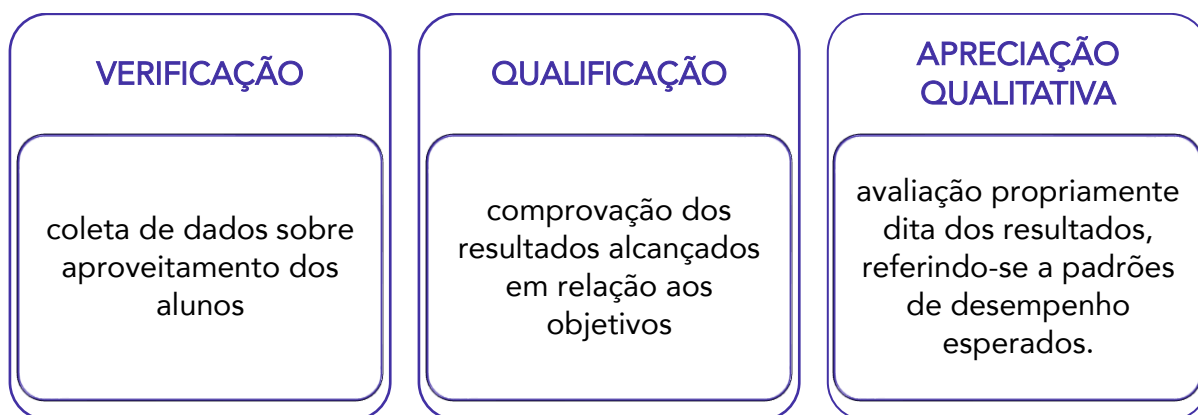 VERIFICAÇÃO
coleta de dados sobre
aproveitamento dos
alunos
QUALIFICAÇÃO
comprovação dos
resultados alcançados
em relação aos
objetivos
APRECIAÇÃO
QUALITATIVA
avaliação propriamente
dita dos resultados,
referindo-se a padrões
de desempenho
esperados.